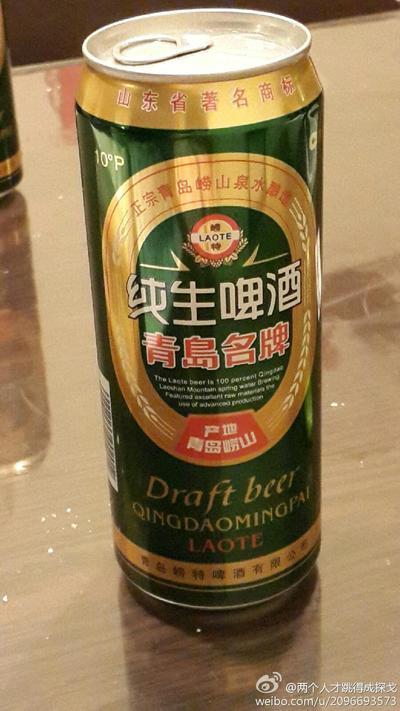 山东省著名商标
10°P
正宗青岛崂山泉水酿造
崂
LAOTE
特
纯生啤酒
青島名牌
The Laote beer is 100 percent Qingdao
Laoshan Mountain spring water Brewing
Featured excellant raw materials the
use of advanced production
产地
青岛崂山
Draft beer
QINGDAOMINGPAI
LAOTE
青岛崂特啤酒有限公司
@两个人才跳得成探戈
weibo.com/u/2096693573